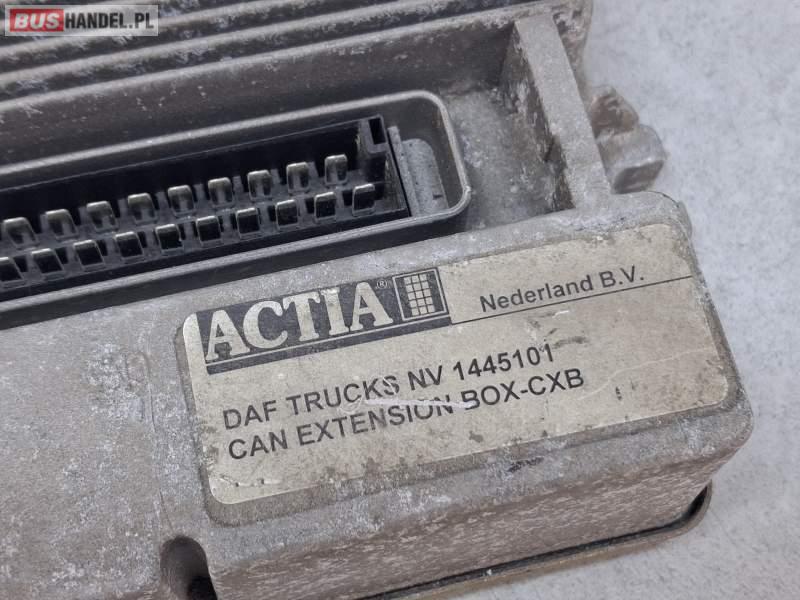 BUSHANDEL.PL
ACTIA® Nederland B.V.
DAF TRUCKS NV 1445101
CAN EXTENSION BOX-CXB